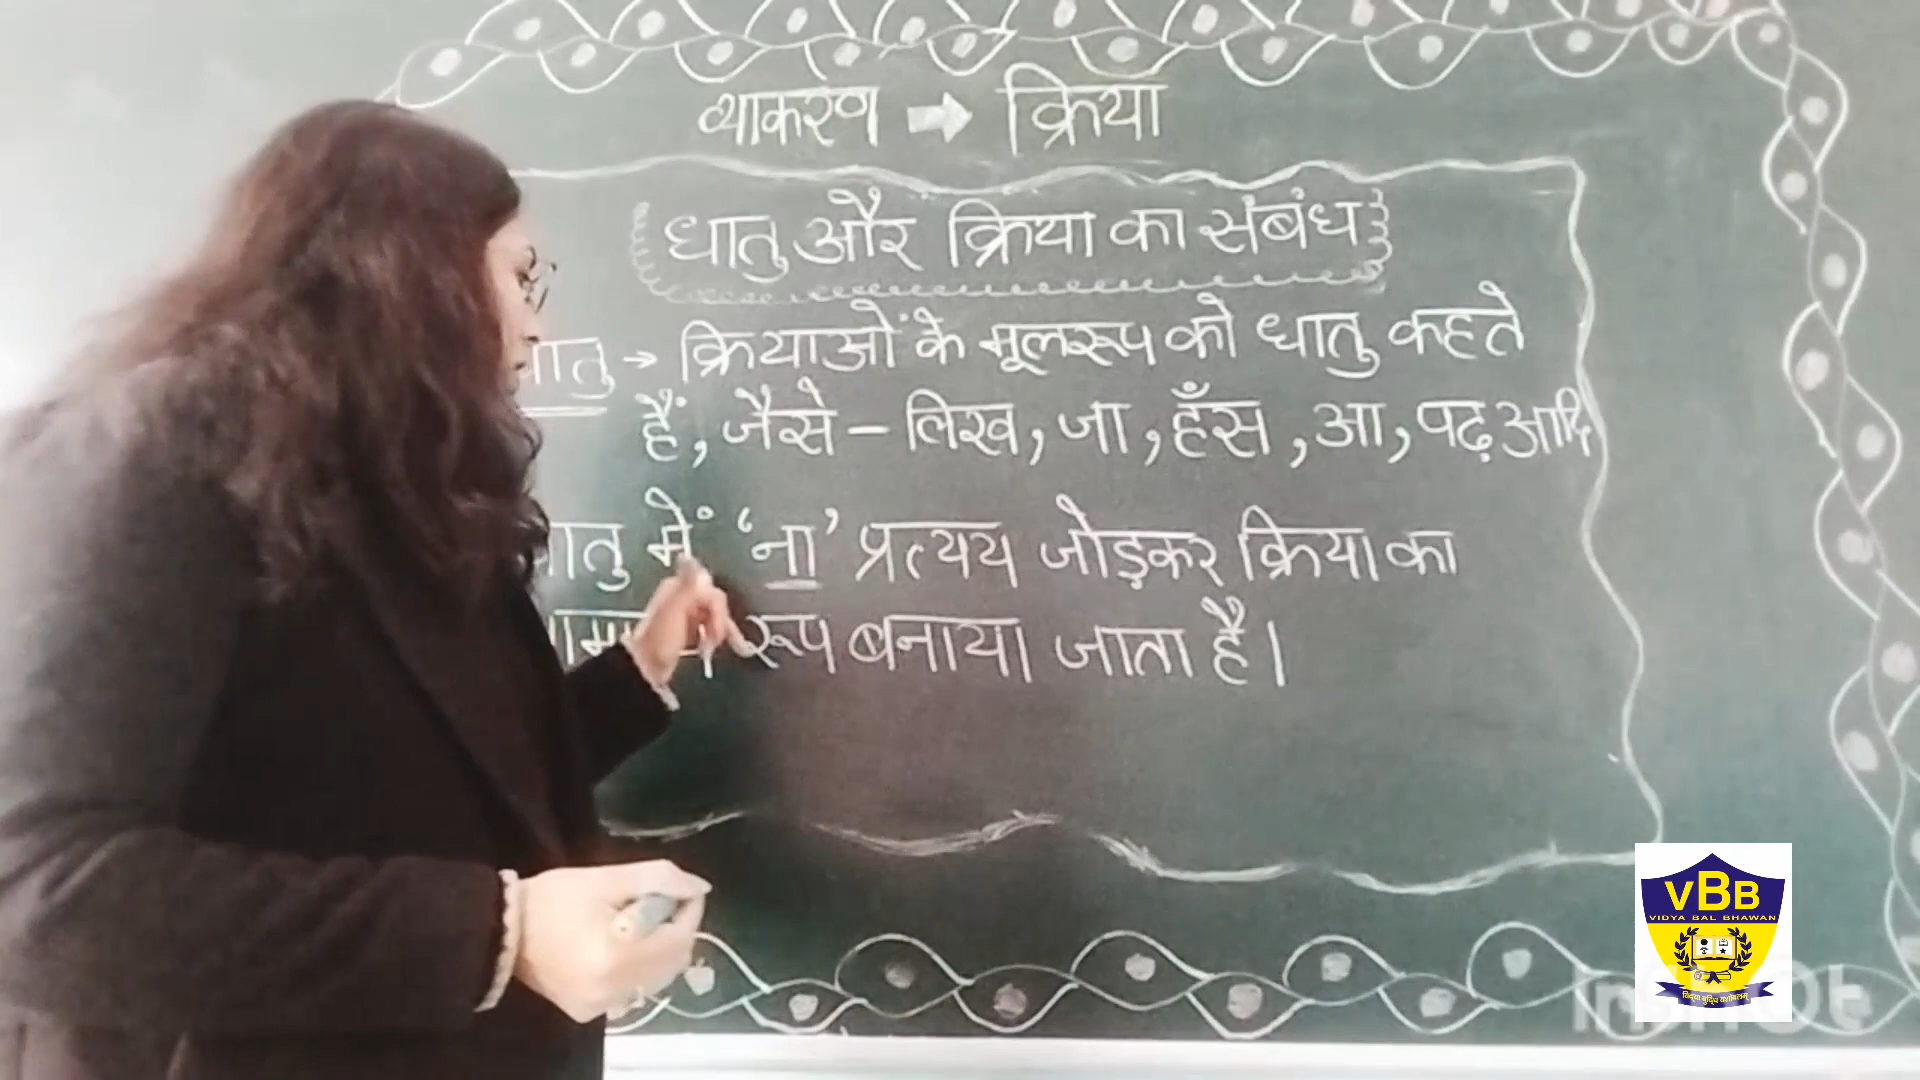 व्याकरण → क्रिया
धातु और क्रिया का संबंध
→ क्रियाओं के मूलरूप को धातु कहते
हैं, जैसे - लिख, जा, हँस, आ, पढ़ आदि
में 'ना' प्रत्यय जोड़कर क्रिया का
रूप बनाया जाता है।
VBB
VIDYA BAL BHAWAN